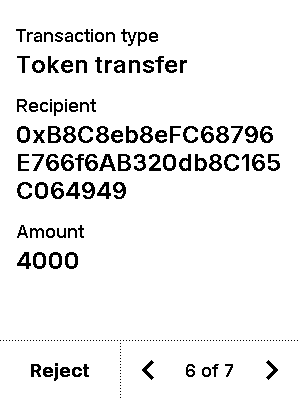 Transaction type
Token transfer
Recipient
0xB8C8eb8eFC68796
E766f6AB320db8C165
C064949
Amount
4000
Reject
6 of 7